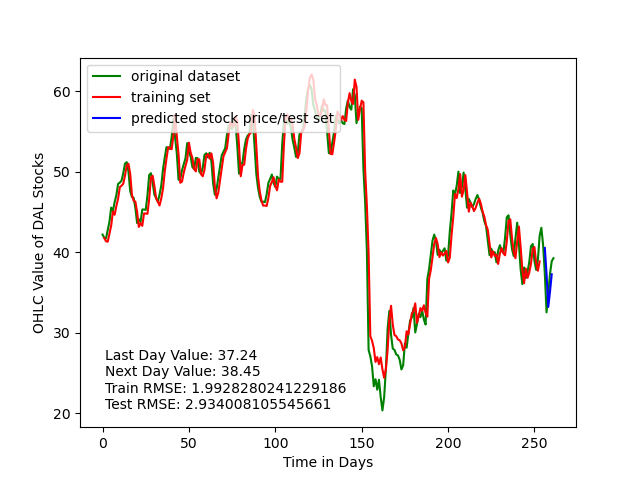 original dataset
training set
predicted stock price/test set
60
50
40
30
20
OHLC Value of DAL Stocks
Last Day Value: 37.24
Next Day Value: 38.45
Train RMSE: 1.9928280241229186
Test RMSE: 2.934008105545661
0 50 100 150 200 250
Time in Days